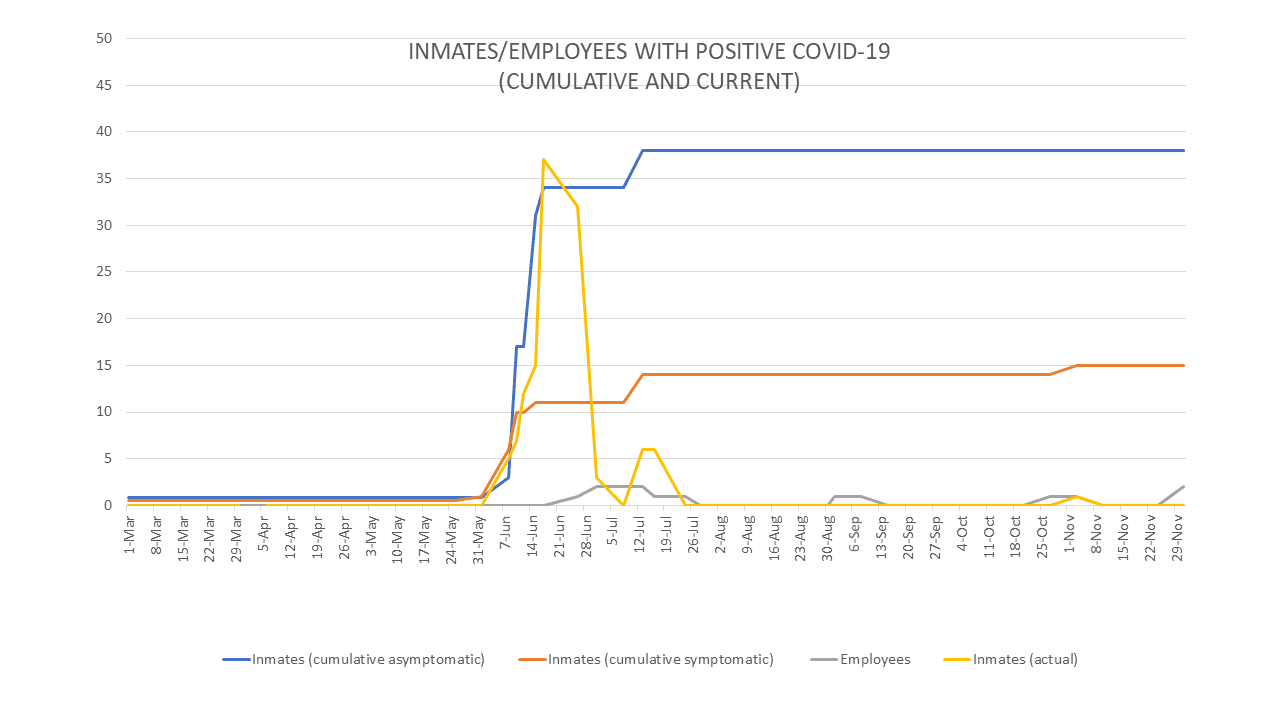 INMATES/EMPLOYEES WITH POSITIVE COVID-19
(CUMULATIVE AND CURRENT)
50
45
40
35
30
25
20
15
10
5
0
1-Mar
8-Mar
15-Mar
22-Mar
29-Mar
5-Apr
12-Apr
19-Apr
26-Apr
3-May
10-May
17-May
24-May
31-May
7-Jun
14-Jun
21-Jun
28-Jun
5-Jul
12-Jul
19-Jul
26-Jul
2-Aug
9-Aug
16-Aug
23-Aug
30-Aug
6-Sep
13-Sep
20-Sep
27-Sep
4-Oct
11-Oct
18-Oct
25-Oct
1-Nov
8-Nov
15-Nov
22-Nov
29-Nov
Inmates (cumulative asymptomatic)
Inmates (cumulative symptomatic)
Employees
Inmates (actual)